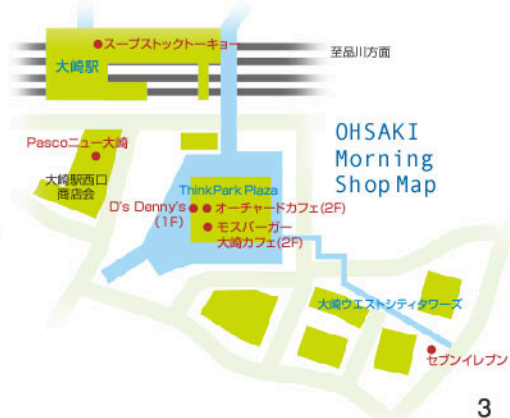 スープストックトーキョー
大崎駅
至品川方面
OHSAKI
Morning
Shop Map
Pascoニュー大崎
大崎駅西口
商店会
ThinkPark Plaza
D's Denny's
(1F)
オーチャードカフェ(2F)
モスバーガー
大崎カフェ(2F)
大崎ウエストシティタワーズ
セブンイレブン
3